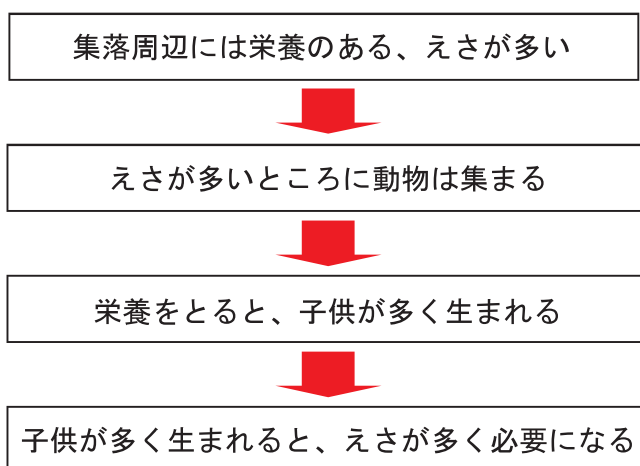 集落周辺には栄養のある、えさが多い
えさが多いところに動物は集まる
栄養をとると、子供が多く生まれる
子供が多く生まれると、えさが多く必要になる